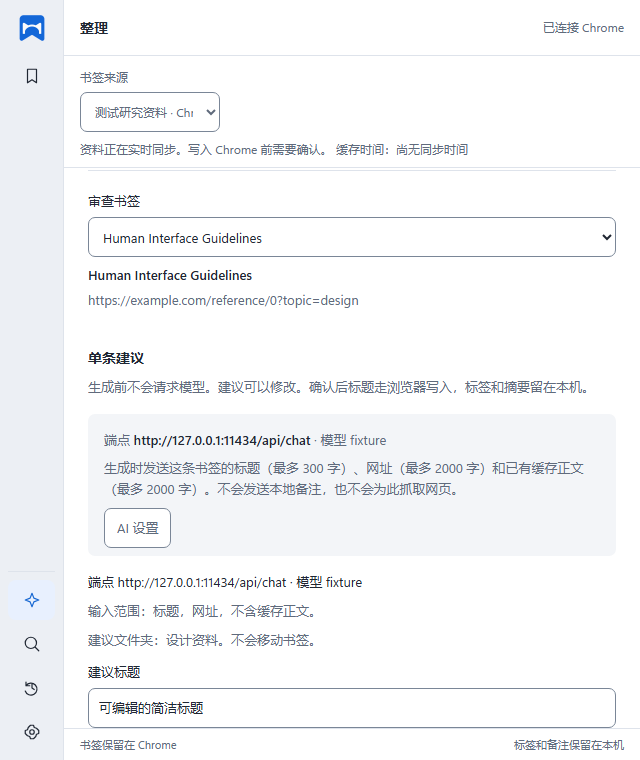 整理
已连接 Chrome
书签来源
测试研究资料 · Chr
资料正在实时同步。写入 Chrome 前需要确认。 缓存时间：尚无同步时间
审查书签
Human Interface Guidelines
Human Interface Guidelines
https://example.com/reference/0?topic=design
单条建议
生成前不会请求模型。建议可以修改。确认后标题走浏览器写入，标签和摘要留在本机。
端点 http://127.0.0.1:11434/api/chat · 模型 fixture
生成时发送这条书签的标题（最多 300 字）、网址（最多 2000 字）和已有缓存正文
（最多 2000 字）。不会发送本地备注，也不会为此抓取网页。
AI 设置
端点 http://127.0.0.1:11434/api/chat · 模型 fixture
输入范围：标题，网址，不含缓存正文。
建议文件夹：设计资料。不会移动书签。
建议标题
可编辑的简洁标题
书签保留在 Chrome
标签和备注保留在本机